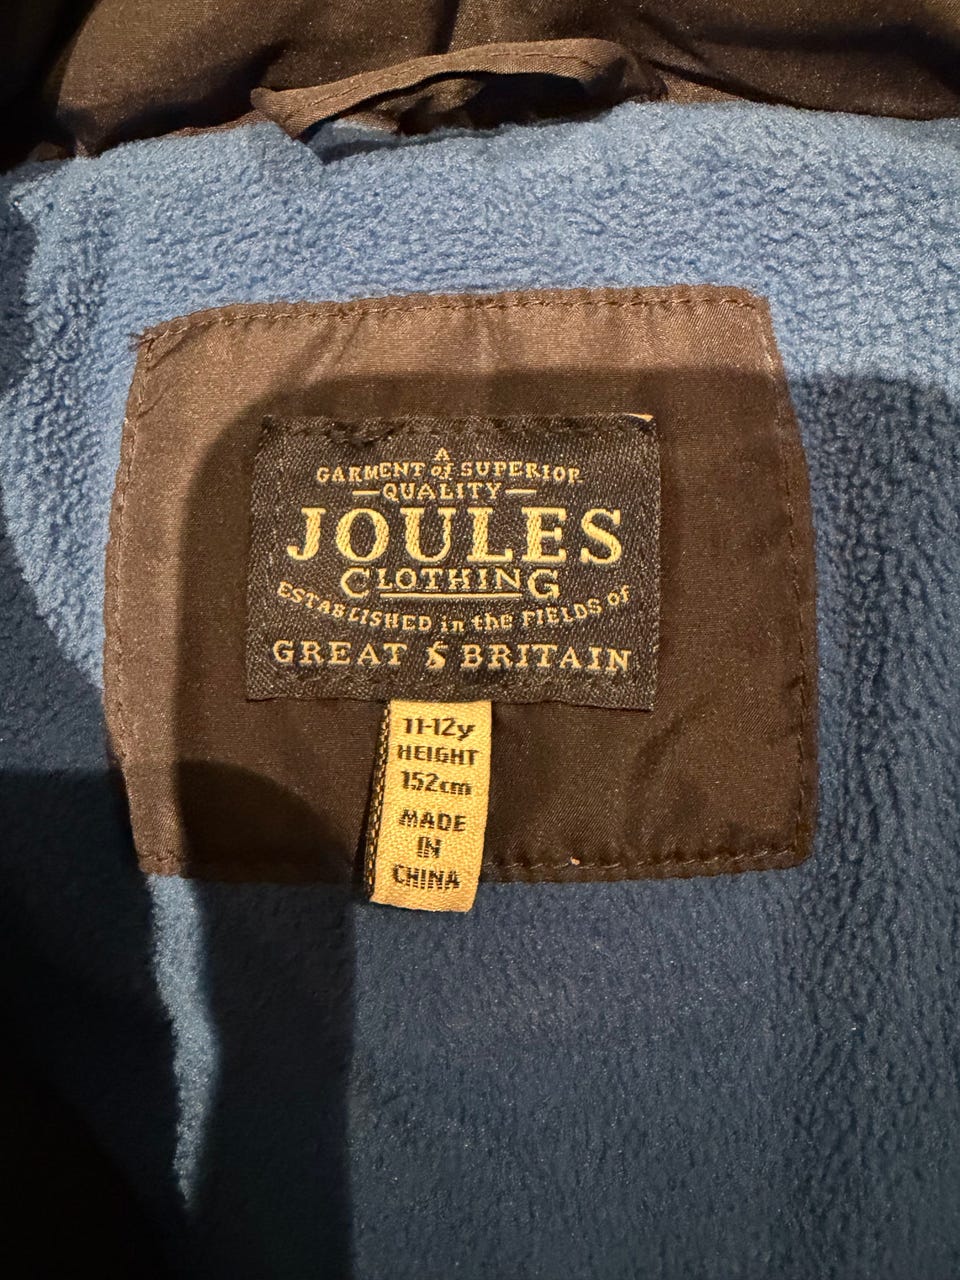 A
GARMENT of SUPERIOR
QUALITY
JOULES
CLOTHING
ESTABLISHED in the FIELDS of
GREAT BRITAIN
11-12y
HEIGHT
152cm
MADE
IN
CHINA